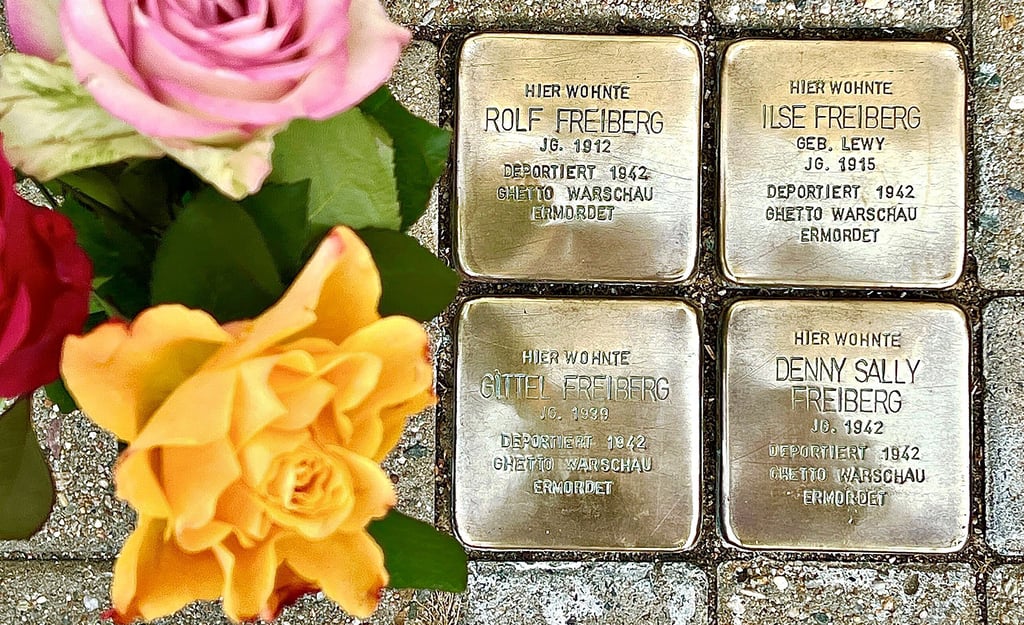 HIER WOHNTE
ROLF FREIBERG
JG. 1912
DEPORTIERT 1942
GHETTO WARSCHAU
ERMORDET
HIER WOHNTE
ILSE FREIBERG
GEB. LEWY
JG. 1915
DEPORTIERT 1942
GHETTO WARSCHAU
ERMORDET
HIER WOHNTE
GITTEL FREIBERG
JG. 1939
DEPORTIERT 1942
GHETTO WARSCHAU
ERMORDET
HIER WOHNTE
DENNY SALLY
FREIBERG
JG. 1942
DEPORTIERT 1942
GHETTO WARSCHAU
ERMORDET